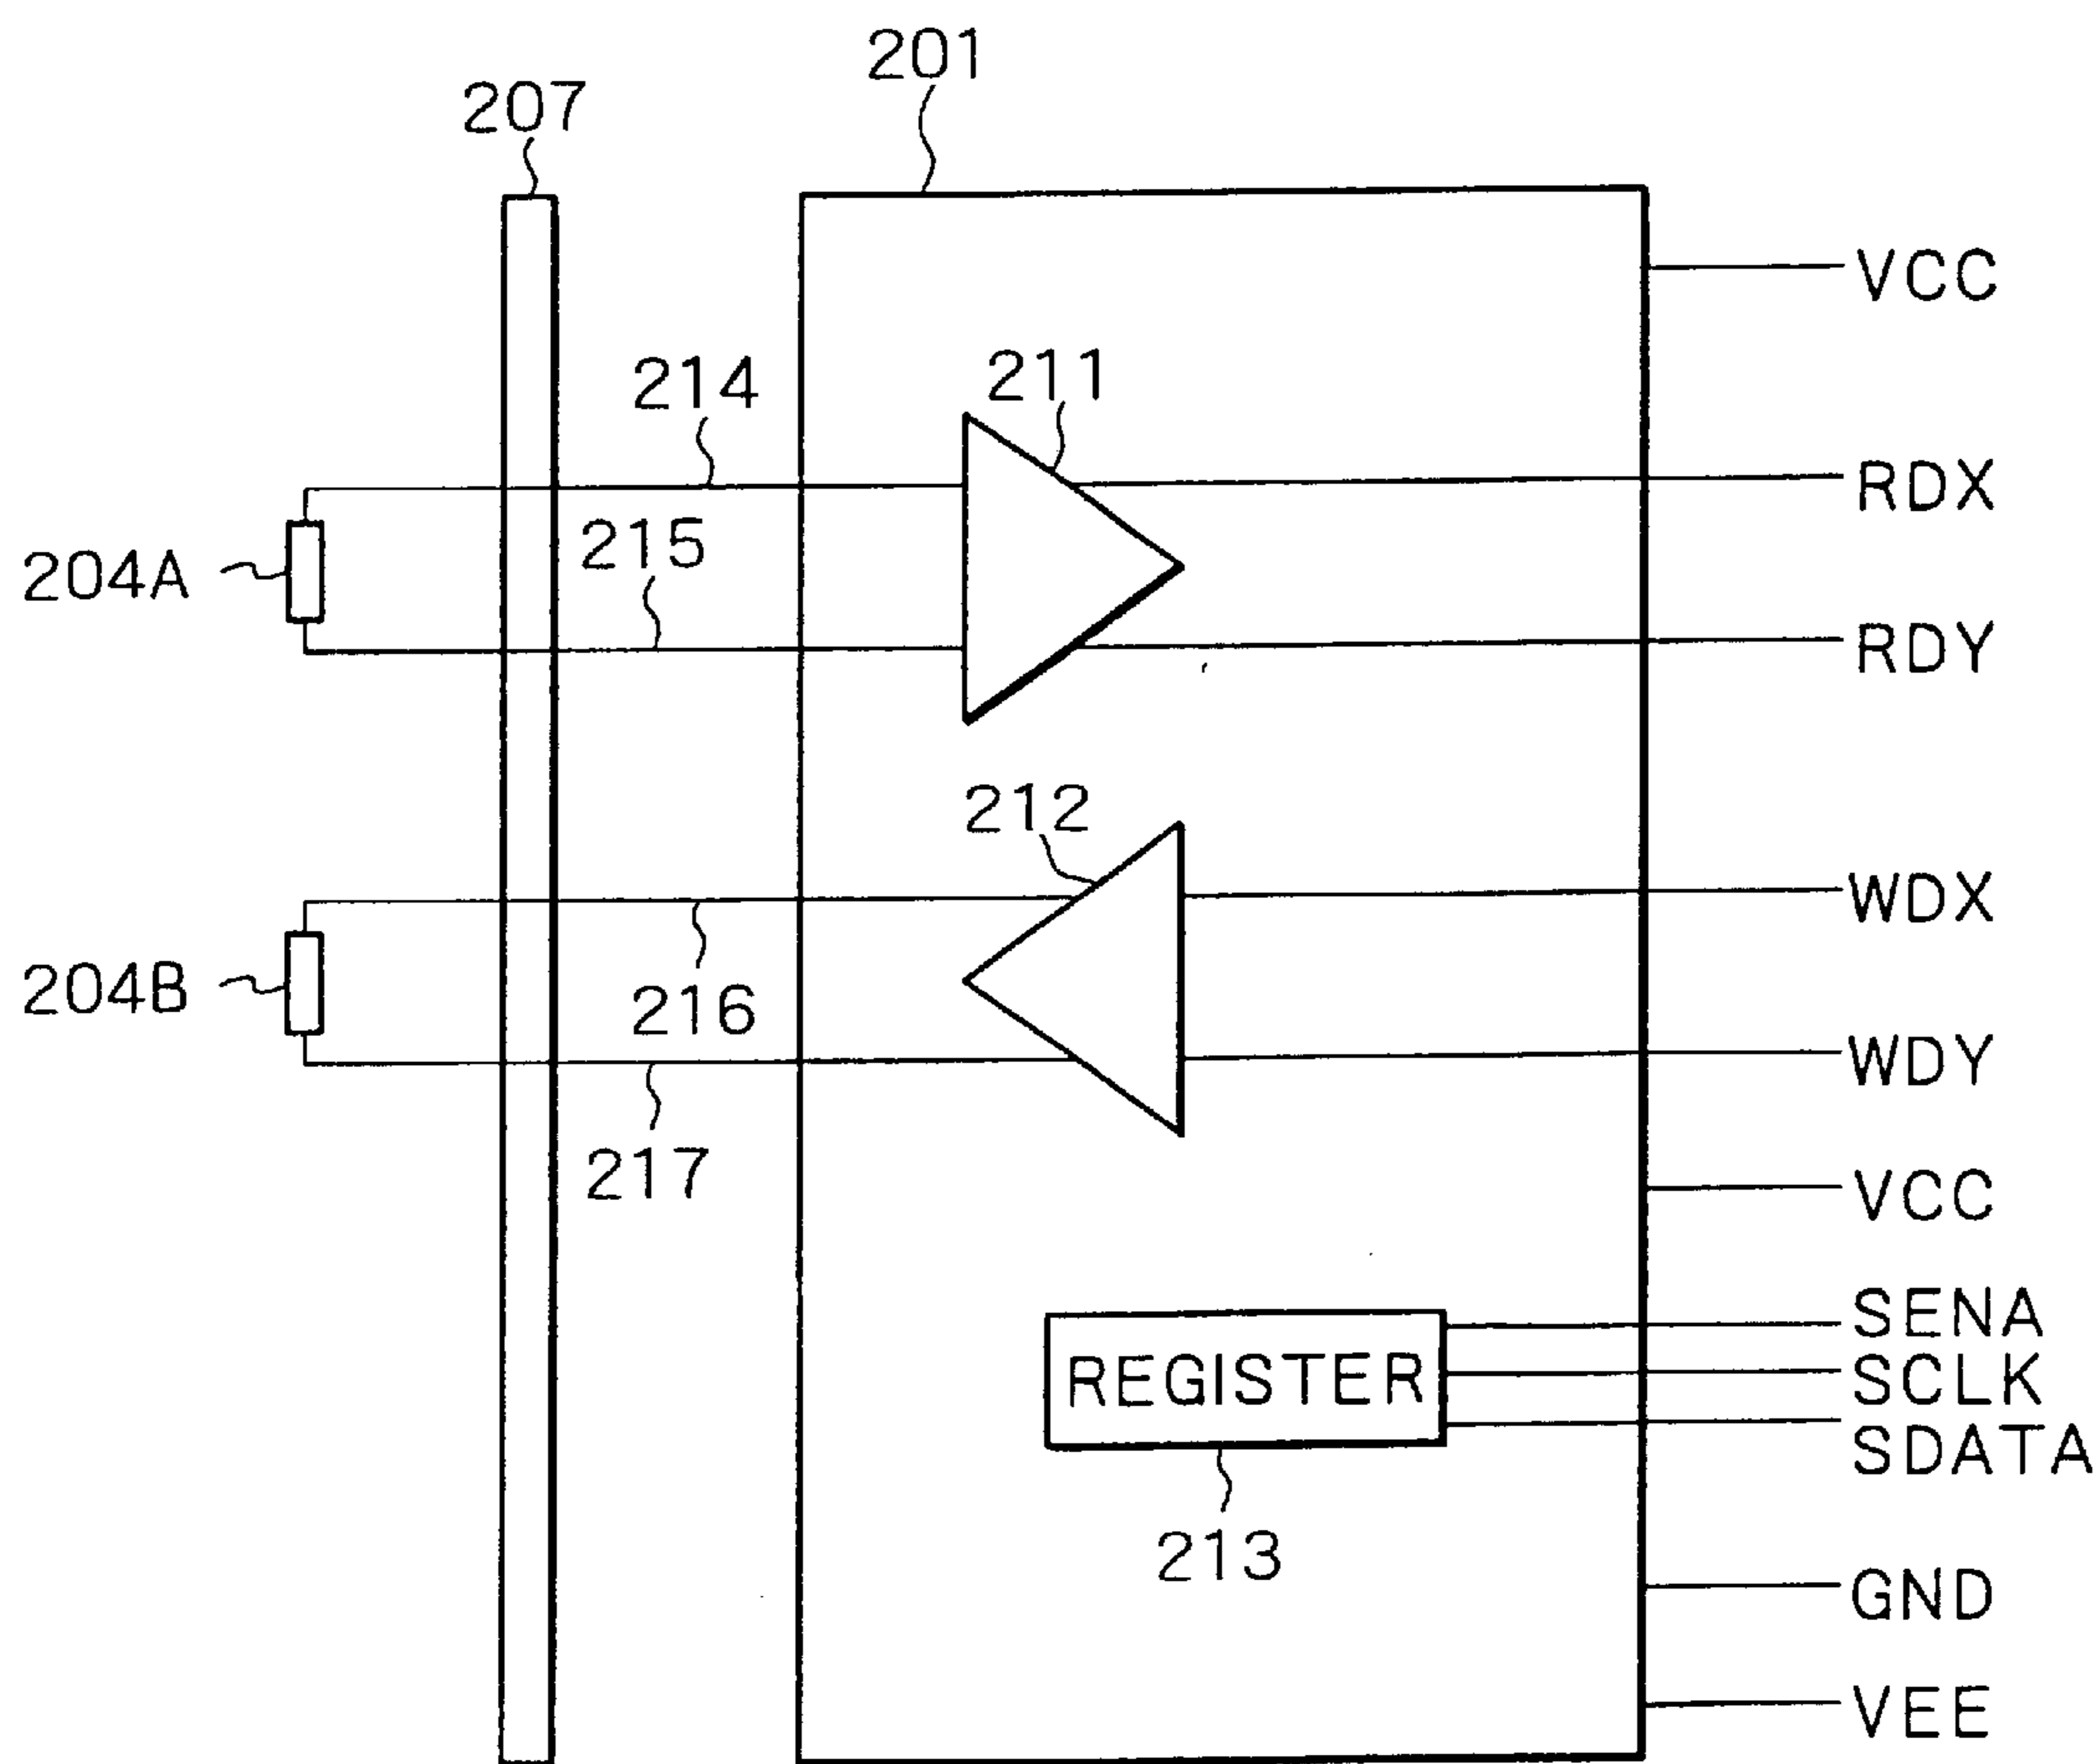 201
207
VCC
214
211
RDX
215
204A
RDY
212
WDX
204B
216
WDY
217
VCC
SENA
REGISTER
SCLK
SDATA
213
GND
VEE